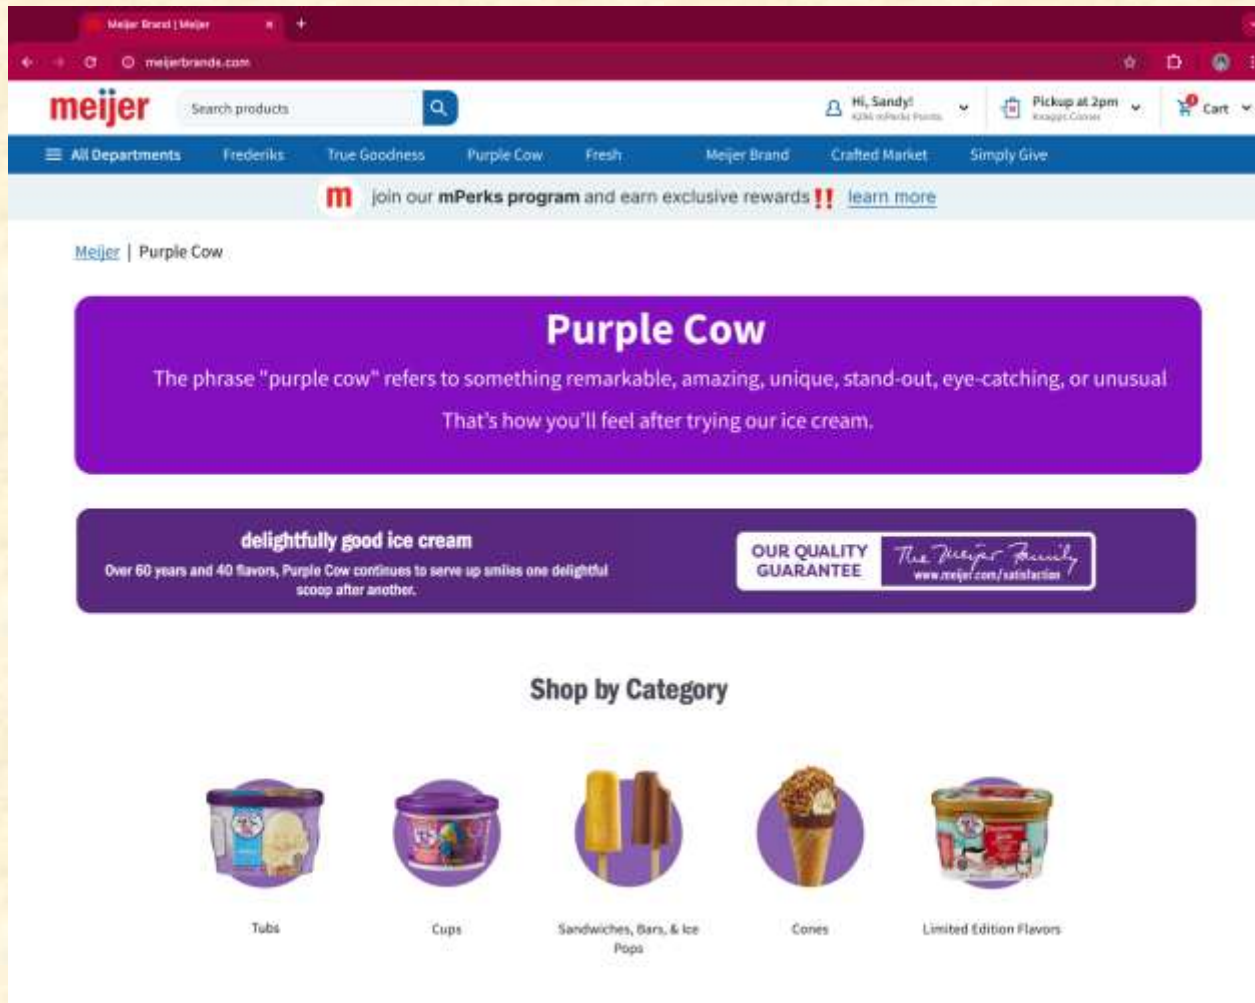 Meijer Brand | Meijer
meijerbrands.com
meijer
Search products
Hi, Sandy!
mPerks Points
Pickup at 2pm
Knapps Corner
Cart
All Departments
Frederiks
True Goodness
Purple Cow
Fresh
Meijer Brand
Crafted Market
Simply Give
m join our mPerks program and earn exclusive rewards!! learn more
Meijer | Purple Cow
Purple Cow
The phrase "purple cow" refers to something remarkable, amazing, unique, stand-out, eye-catching, or unusual
That's how you'll feel after trying our ice cream.
delightfully good ice cream
Over 60 years and 40 flavors, Purple Cow continues to serve up smiles one delightful
scoop after another.
OUR QUALITY
GUARANTEE
The Meijer Family
www.meijer.com/satisfaction
Shop by Category
Tubs
Cups
Sandwiches, Bars, & Ice
Pops
Cones
Limited Edition Flavors